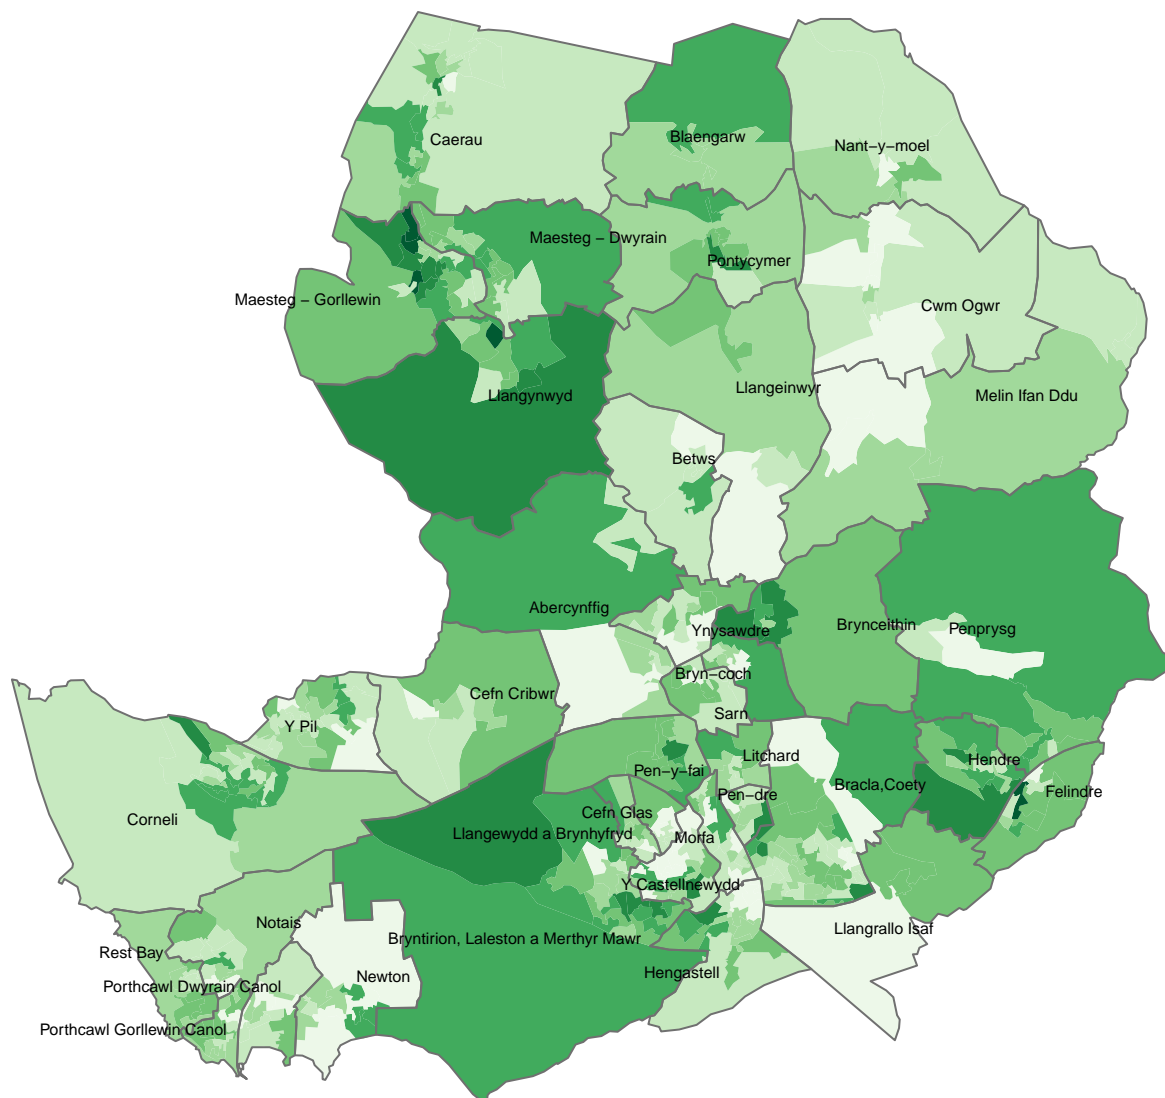 Caerau
Blaengarw
Nant−y−moel
Maesteg − Dwyrain
Pontycymer
Maesteg − Gorllewin
Cwm Ogwr
Llangeinwyr
Llangynwyd
Melin Ifan Ddu
Betws
Abercynffig
Ynysawdre
Brynceithin
Penprysg
Bryn−coch
Cefn Cribwr
Sarn
Y Pil
Litchard
Hendre
Pen−y−fai
Bracla,Coety
Felindre
Pen−dre
Cefn Glas
Corneli
Llangewydd a Brynhyfryd
Morfa
Y Castellnewydd
Notais
Llangrallo Isaf
Bryntirion, Laleston a Merthyr Mawr
Rest Bay
Hengastell
Newton
Porthcawl Dwyrain Canol
Porthcawl Gorllewin Canol